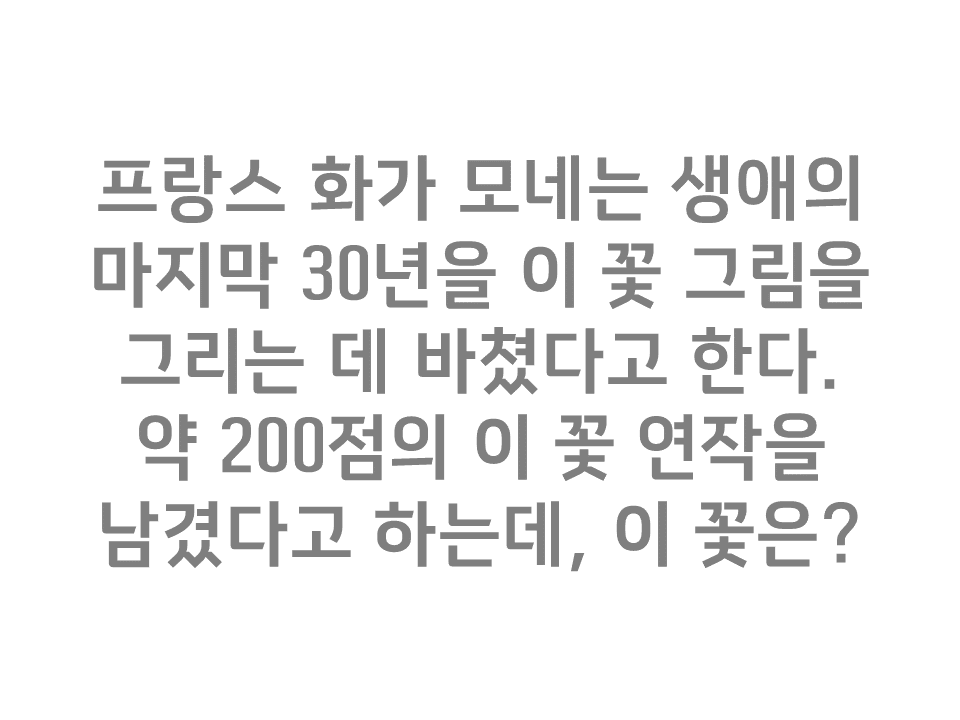 프랑스 화가 모네는 생애의
마지막 30년을 이 꽃 그림을
그리는 데 바쳤다고 한다.
약 200점의 이 꽃 연작을
남겼다고 하는데, 이 꽃은?